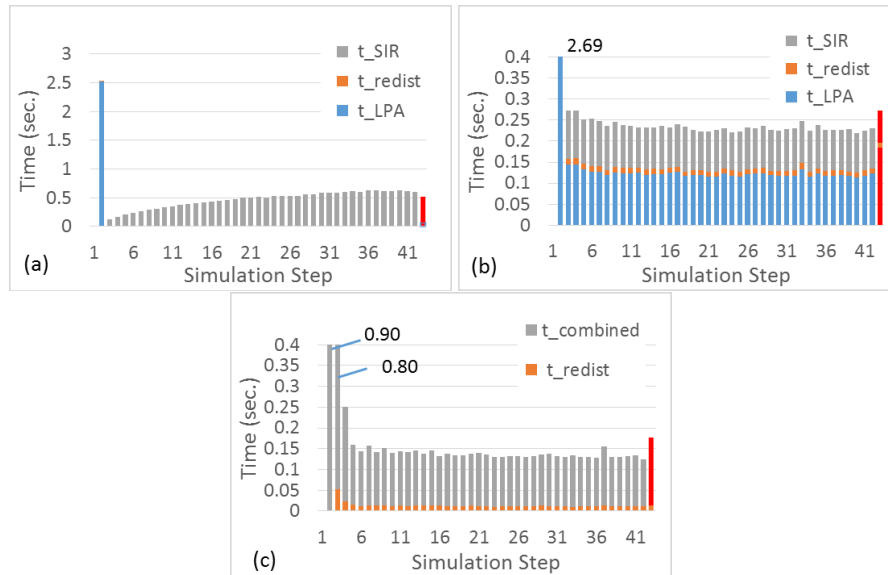 t_SIR
t_redist
t_LPA
Time (sec.)
3
2.5
2
1.5
1
0.5
0
1 6 11 16 21 26 31 36 41
Simulation Step
(a)
2.69
t_SIR
t_redist
t_LPA
Time (sec.)
0.4
0.35
0.3
0.25
0.2
0.15
0.1
0.05
0
1 6 11 16 21 26 31 36 41
Simulation Step
(b)
0.90
0.80
t_combined
t_redist
Time (sec.)
0.4
0.35
0.3
0.25
0.2
0.15
0.1
0.05
0
1 6 11 16 21 26 31 36 41
Simulation Step
(c)